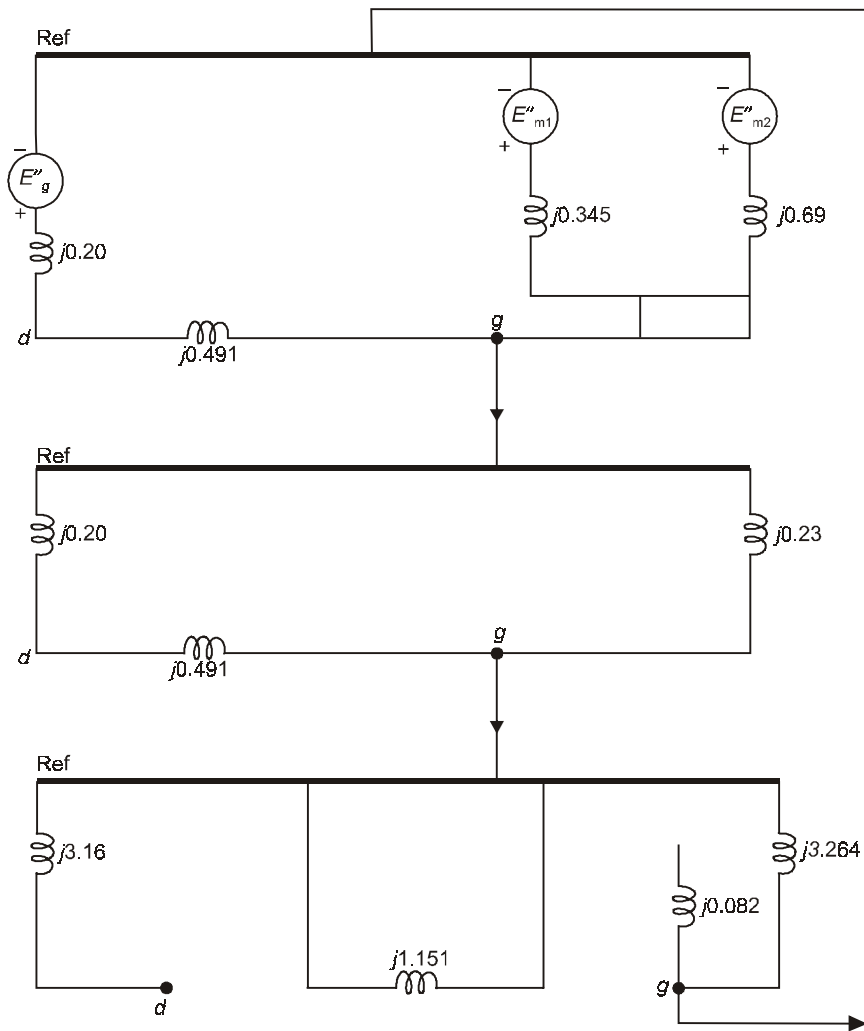 Ref
− − −
E″g E″m1 E″m2
+ + +
j0.20 j0.345 j0.69
d g
j0.491
Ref
j0.20 j0.23
d g
j0.491
Ref
j3.16 j3.264
j0.082
j1.151
d g